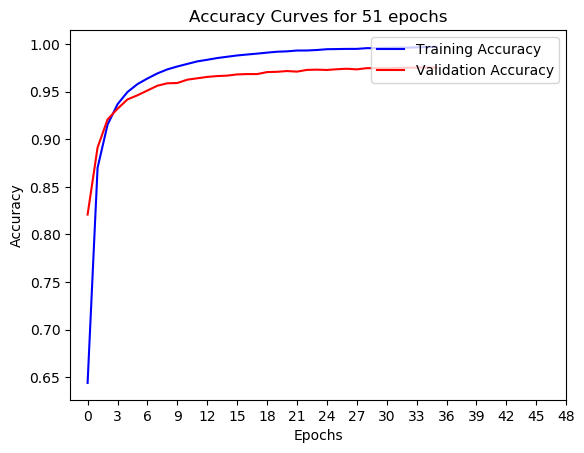 Accuracy Curves for 51 epochs
1.00
0.95
0.90
0.85
0.80
0.75
0.70
0.65
Accuracy
Training Accuracy
Validation Accuracy
0 3 6 9 12 15 18 21 24 27 30 33 36 39 42 45 48
Epochs